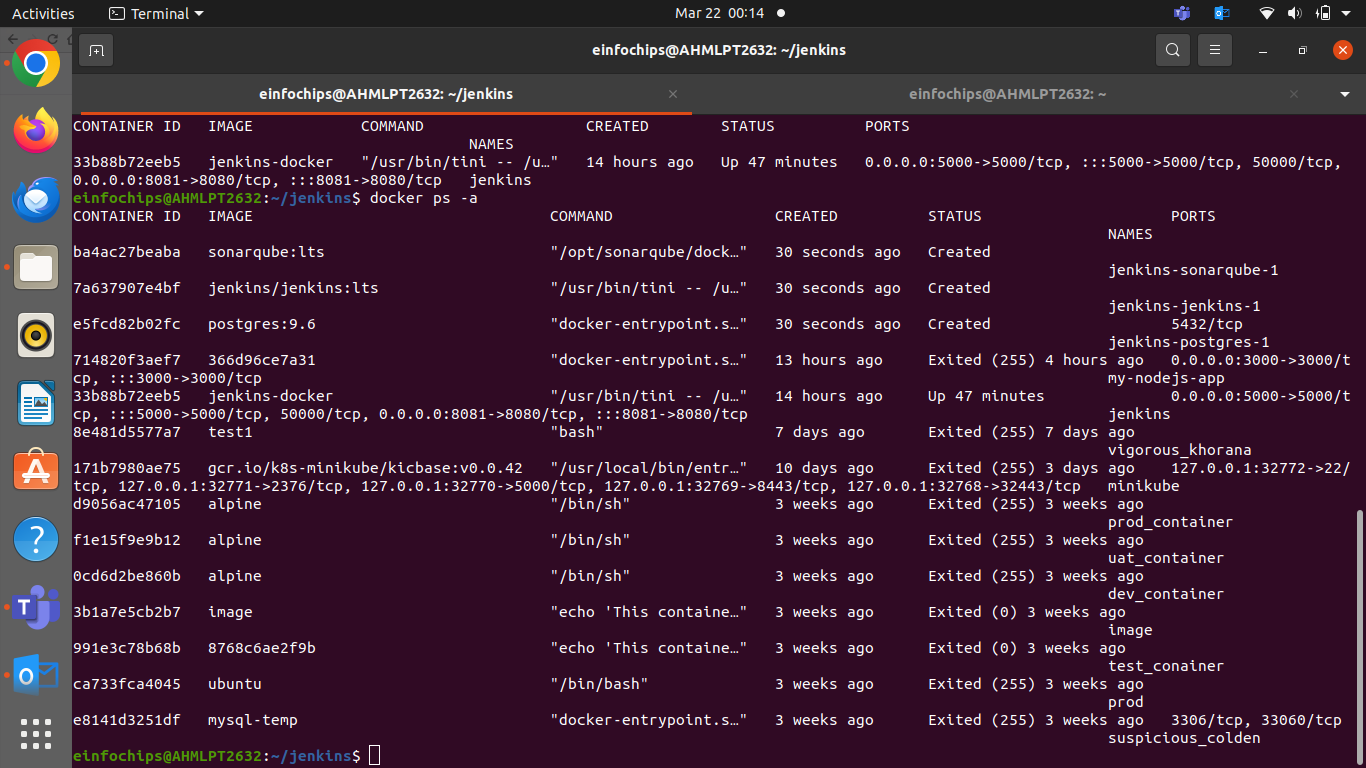 Activities Terminal Mar 22 00:14
einfochips@AHMLPT2632: ~/jenkins
einfochips@AHMLPT2632: ~/jenkins einfochips@AHMLPT2632: ~
CONTAINER ID IMAGE COMMAND CREATED STATUS PORTS
NAMES
33b88b72eeb5 jenkins-docker "/usr/bin/tini -- /u…" 14 hours ago Up 47 minutes 0.0.0.0:5000->5000/tcp, :::5000->5000/tcp, 50000/tcp,
0.0.0.0:8081->8080/tcp, :::8081->8080/tcp jenkins
einfochips@AHMLPT2632:~/jenkins$ docker ps -a
CONTAINER ID IMAGE COMMAND CREATED STATUS PORTS
NAMES
ba4ac27beaba sonarqube:lts "/opt/sonarqube/dock…" 30 seconds ago Created
jenkins-sonarqube-1
7a637907e4bf jenkins/jenkins:lts "/usr/bin/tini -- /u…" 30 seconds ago Created
jenkins-jenkins-1
e5fcd82b02fc postgres:9.6 "docker-entrypoint.s…" 30 seconds ago Created 5432/tcp
jenkins-postgres-1
714820f3aef7 366d96ce7a31 "docker-entrypoint.s…" 13 hours ago Exited (255) 4 hours ago 0.0.0.0:3000->3000/t
cp, :::3000->3000/tcp my-nodejs-app
33b88b72eeb5 jenkins-docker "/usr/bin/tini -- /u…" 14 hours ago Up 47 minutes 0.0.0.0:5000->5000/t
cp, :::5000->5000/tcp, 50000/tcp, 0.0.0.0:8081->8080/tcp, :::8081->8080/tcp jenkins
8e481d5577a7 test1 "bash" 7 days ago Exited (255) 7 days ago
vigorous_khorana
171b7980ae75 gcr.io/k8s-minikube/kicbase:v0.0.42 "/usr/local/bin/entr…" 10 days ago Exited (255) 3 days ago 127.0.0.1:32772->22/
tcp, 127.0.0.1:32771->2376/tcp, 127.0.0.1:32770->5000/tcp, 127.0.0.1:32769->8443/tcp, 127.0.0.1:32768->32443/tcp minikube
d9056ac47105 alpine "/bin/sh" 3 weeks ago Exited (255) 3 weeks ago
prod_container
f1e15f9e9b12 alpine "/bin/sh" 3 weeks ago Exited (255) 3 weeks ago
uat_container
0cd6d2be860b alpine "/bin/sh" 3 weeks ago Exited (255) 3 weeks ago
dev_container
3b1a7e5cb2b7 image "echo 'This containe…" 3 weeks ago Exited (0) 3 weeks ago
image
991e3c78b68b 8768c6ae2f9b "echo 'This containe…" 3 weeks ago Exited (0) 3 weeks ago
test_conainer
ca733fca4045 ubuntu "/bin/bash" 3 weeks ago Exited (255) 3 weeks ago
prod
e8141d3251df mysql-temp "docker-entrypoint.s…" 3 weeks ago Exited (255) 3 weeks ago 3306/tcp, 33060/tcp
suspicious_colden
einfochips@AHMLPT2632:~/jenkins$